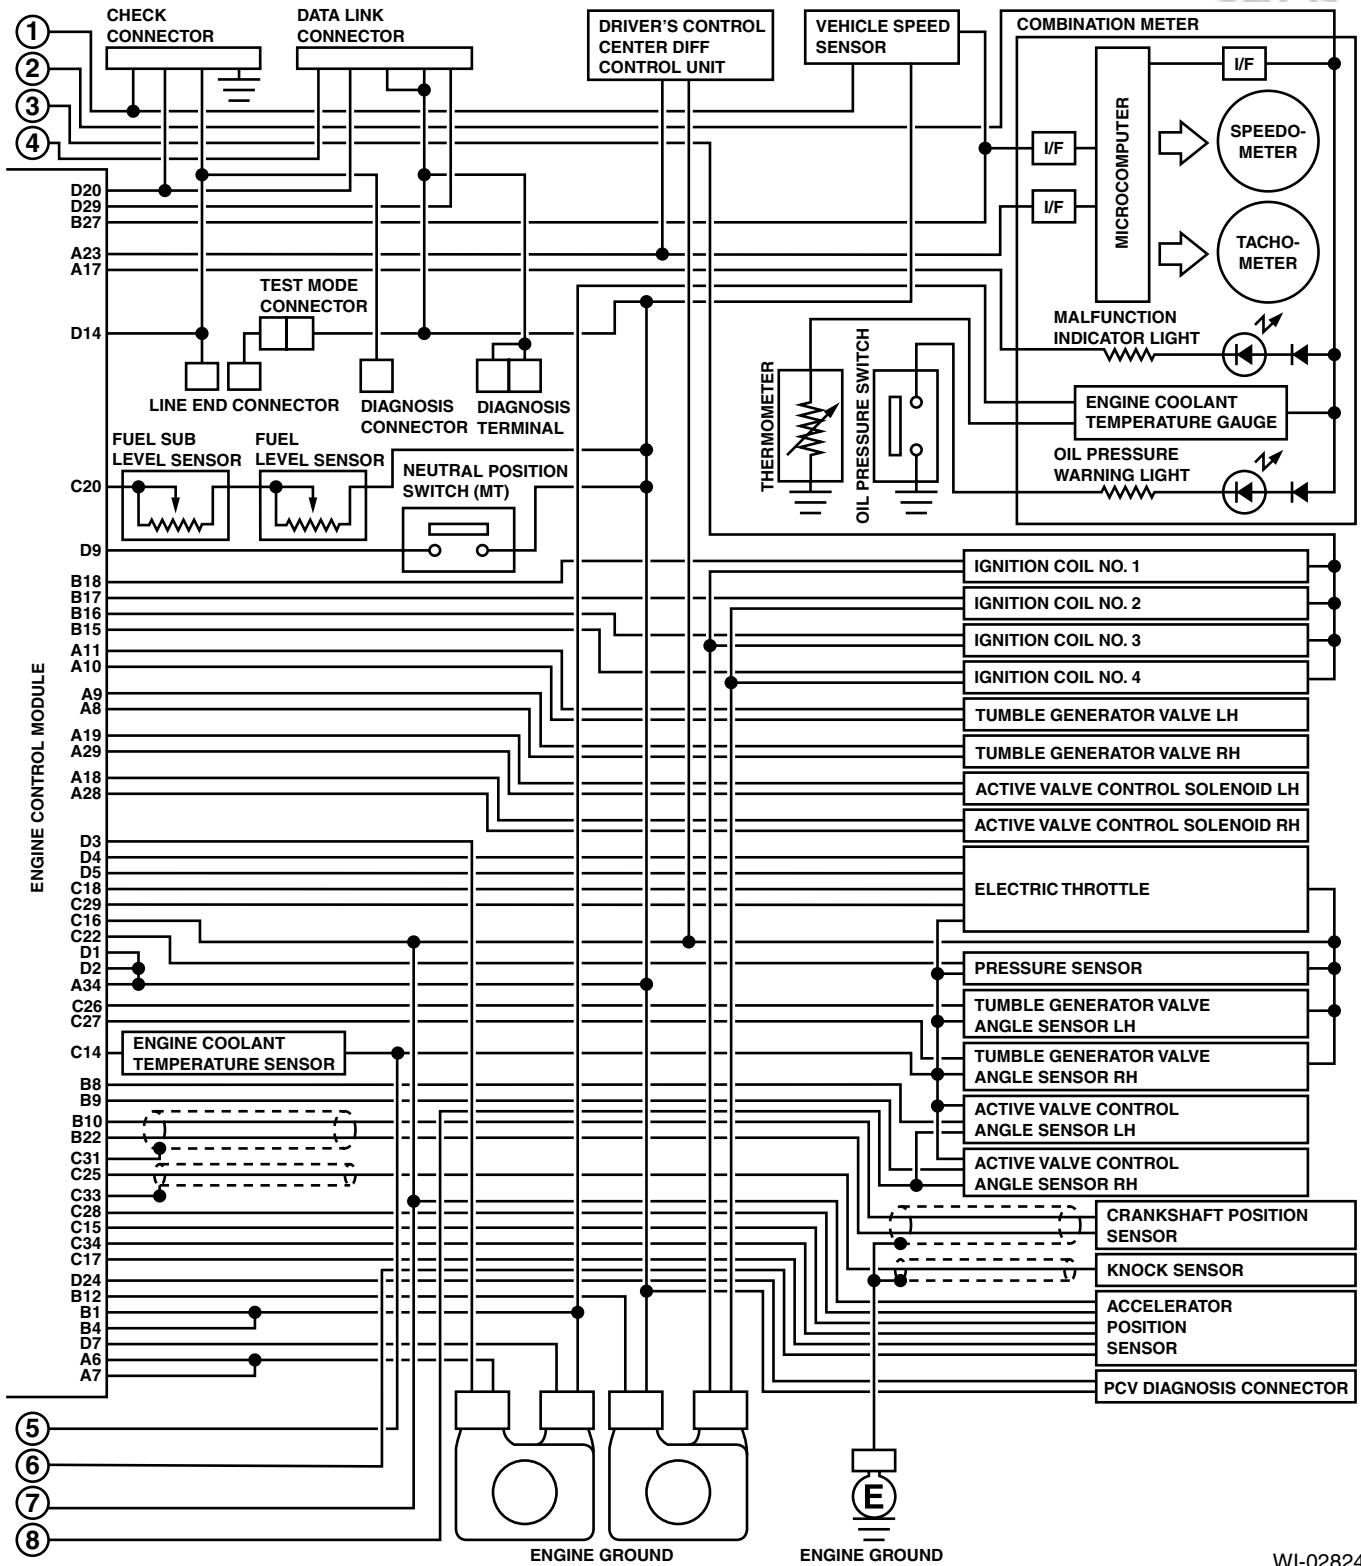 1
2
3
4
CHECK
CONNECTOR
DATA LINK
CONNECTOR
DRIVER'S CONTROL
CENTER DIFF
CONTROL UNIT
VEHICLE SPEED
SENSOR
COMBINATION METER
I/F
I/F
I/F
MICROCOMPUTER
SPEEDO-
METER
TACHO-
METER
MALFUNCTION
INDICATOR LIGHT
ENGINE COOLANT
TEMPERATURE GAUGE
OIL PRESSURE
WARNING LIGHT
D20
D29
B27
A23
A17
D14
TEST MODE
CONNECTOR
LINE END CONNECTOR
DIAGNOSIS
CONNECTOR
DIAGNOSIS
TERMINAL
THERMOMETER
OIL PRESSURE SWITCH
FUEL SUB
LEVEL SENSOR
FUEL
LEVEL SENSOR
NEUTRAL POSITION
SWITCH (MT)
C20
D9
B18
B17
B16
B15
A11
A10
A9
A8
A19
A29
A18
A28
D3
D4
D5
C18
C29
C16
C22
D1
D2
A34
C26
C27
C14
ENGINE COOLANT
TEMPERATURE SENSOR
B8
B9
B10
B22
C31
C25
C33
C28
C15
C34
C17
D24
B12
B1
B4
D7
A6
A7
ENGINE CONTROL MODULE
IGNITION COIL NO. 1
IGNITION COIL NO. 2
IGNITION COIL NO. 3
IGNITION COIL NO. 4
TUMBLE GENERATOR VALVE LH
TUMBLE GENERATOR VALVE RH
ACTIVE VALVE CONTROL SOLENOID LH
ACTIVE VALVE CONTROL SOLENOID RH
ELECTRIC THROTTLE
PRESSURE SENSOR
TUMBLE GENERATOR VALVE
ANGLE SENSOR LH
TUMBLE GENERATOR VALVE
ANGLE SENSOR RH
ACTIVE VALVE CONTROL
ANGLE SENSOR LH
ACTIVE VALVE CONTROL
ANGLE SENSOR RH
CRANKSHAFT POSITION
SENSOR
KNOCK SENSOR
ACCELERATOR
POSITION
SENSOR
PCV DIAGNOSIS CONNECTOR
5
6
7
8
E
ENGINE GROUND
ENGINE GROUND
WI-02824